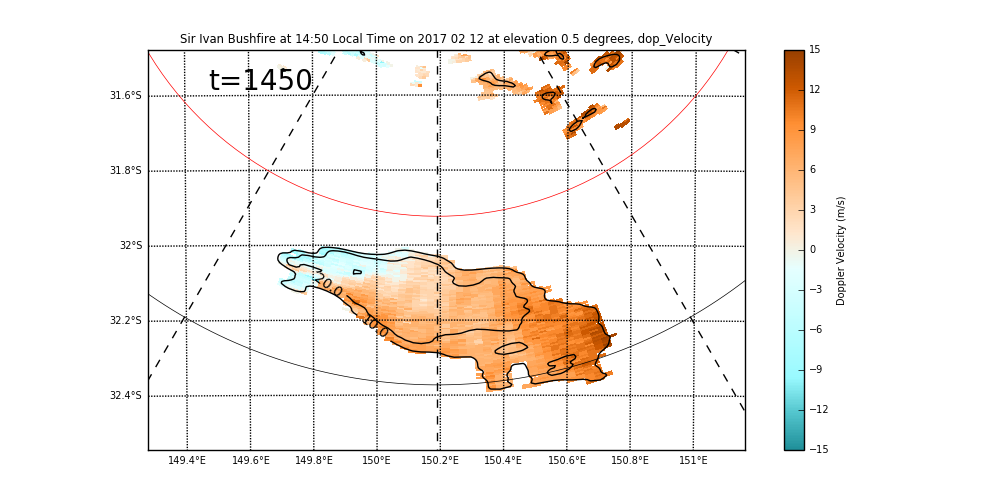 Sir Ivan Bushfire at 14:50 Local Time on 2017 02 12 at elevation 0.5 degrees, dop_Velocity
t=1450
31.6°S
31.8°S
32°S
32.2°S
32.4°S
10.0
149.4°E 149.6°E 149.8°E 150°E 150.2°E 150.4°E 150.6°E 150.8°E 151°E
15
12
9
6
3
0
−3
−6
−9
−12
−15
Doppler Velocity (m/s)